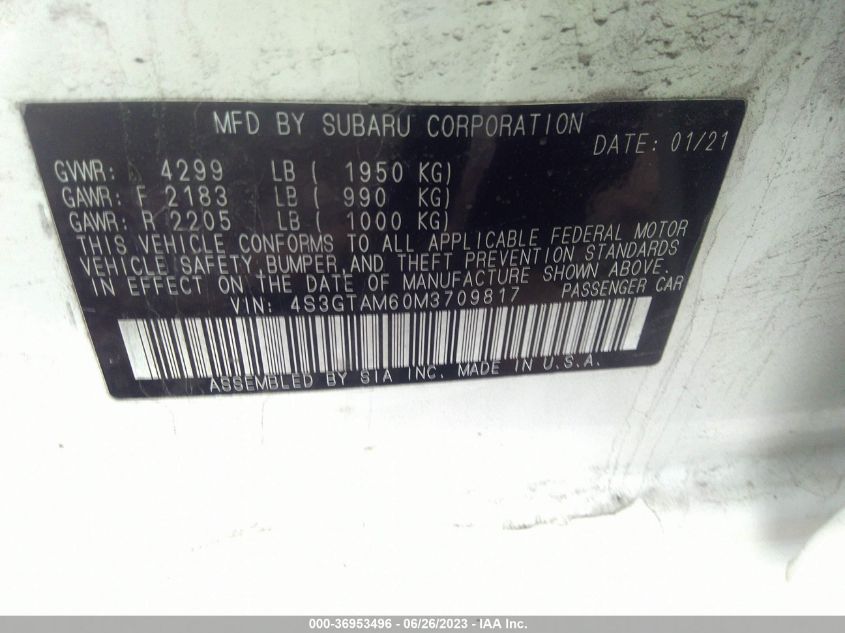 MFD BY SUBARU CORPORATION
DATE: 01/21
GVWR: 4299 LB ( 1950 KG)
GAWR: F 2183 LB ( 990 KG)
GAWR: R 2205 LB ( 1000 KG)
THIS VEHICLE CONFORMS TO ALL APPLICABLE FEDERAL MOTOR
VEHICLE SAFETY, BUMPER, AND THEFT PREVENTION STANDARDS
IN EFFECT ON THE DATE OF MANUFACTURE SHOWN ABOVE.
VIN: 4S3GTAM60M3709817 PASSENGER CAR
ASSEMBLED BY SIA INC. MADE IN U.S.A.
000-36953496 - 06/26/2023 - IAA Inc.